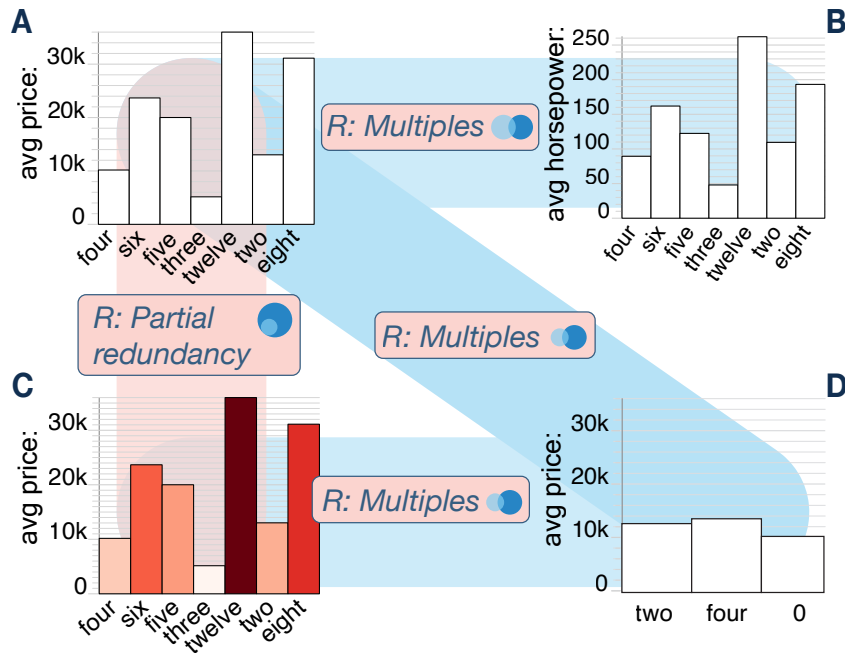 A
avg price:
30k
20k
10k
0
four
six
five
three
twelve
two
eight
R: Multiples
B
avg horsepower:
250
200
150
100
50
0
four
six
five
three
twelve
two
eight
R: Partial
redundancy
R: Multiples
C
avg price:
30k
20k
10k
0
four
six
five
three
twelve
two
eight
R: Multiples
D
avg price:
30k
20k
10k
0
two
four
0